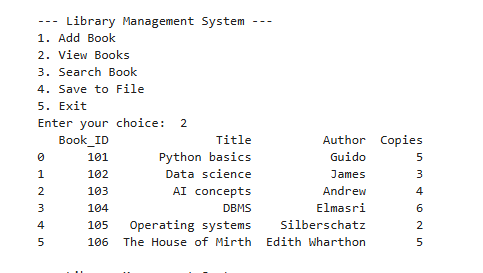 --- Library Management System ---
1. Add Book
2. View Books
3. Search Book
4. Save to File
5. Exit
Enter your choice:  2
   Book_ID               Title          Author  Copies
0      101       Python basics           Guido       5
1      102        Data science           James       3
2      103         AI concepts          Andrew       4
3      104                DBMS         Elmasri       6
4      105   Operating systems    Silberschatz       2
5      106  The House of Mirth  Edith Wharthon       5